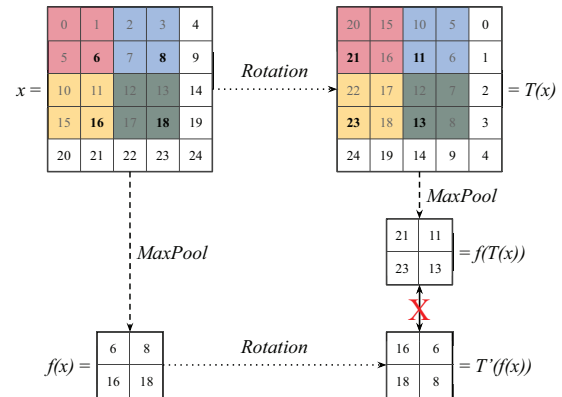 0 1 2 3 4
5 6 7 8 9
x = 10 11 12 13 14
15 16 17 18 19
20 21 22 23 24
Rotation
20 15 10 5 0
21 16 11 6 1
22 17 12 7 2 = T(x)
23 18 13 8 3
24 19 14 9 4
MaxPool
MaxPool
21 11
23 13
= f(T(x))
X
f(x) =
6 8
16 18
Rotation
16 6
18 8
= T'(f(x))